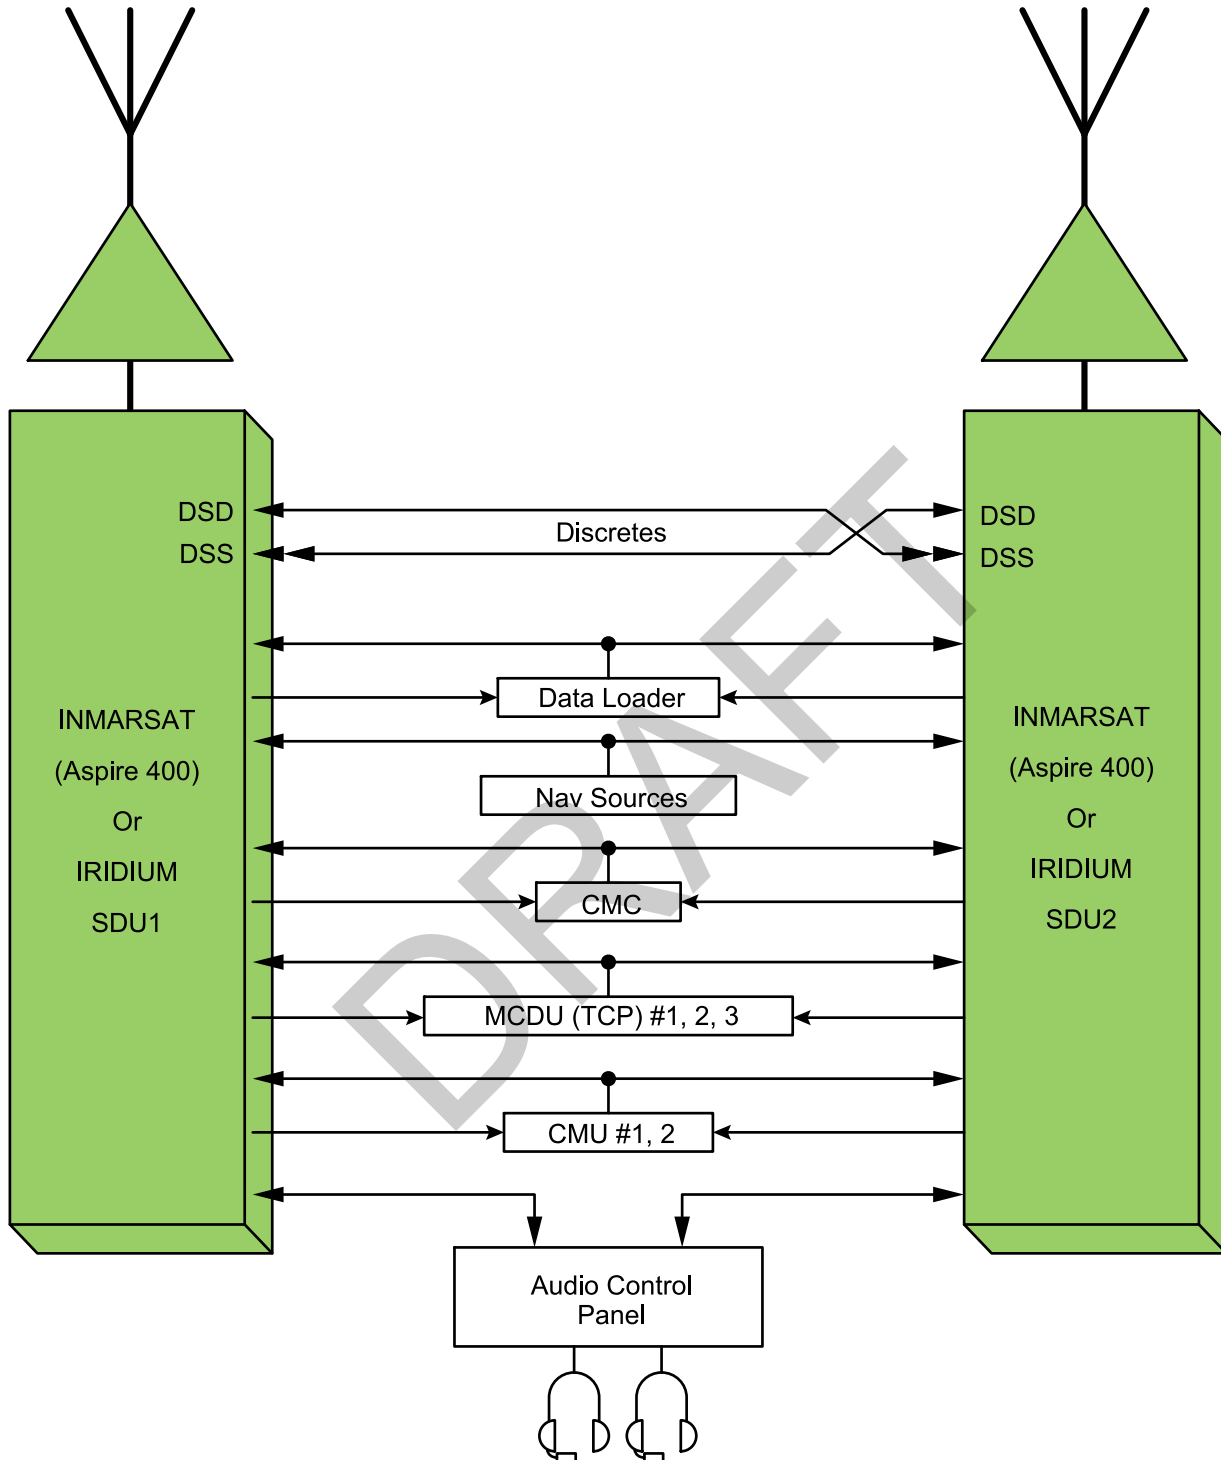 DSD
DSS
Discretes
DSD
DSS
INMARSAT
(Aspire 400)
Or
IRIDIUM
SDU1
Data Loader
Nav Sources
CMC
MCDU (TCP) #1, 2, 3
CMU #1, 2
Audio Control
Panel
INMARSAT
(Aspire 400)
Or
IRIDIUM
SDU2
DRAFT